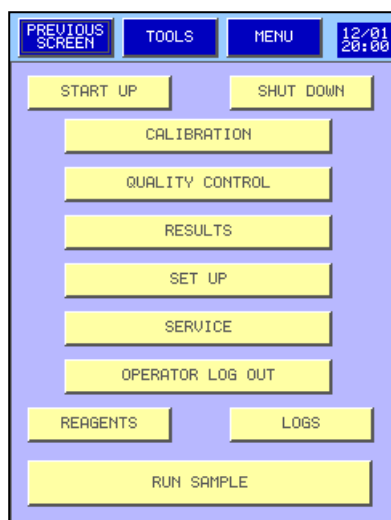 PREVIOUS
SCREEN
TOOLS
MENU
12/01
20:00
START UP
SHUT DOWN
CALIBRATION
QUALITY CONTROL
RESULTS
SET UP
SERVICE
OPERATOR LOG OUT
REAGENTS
LOGS
RUN SAMPLE